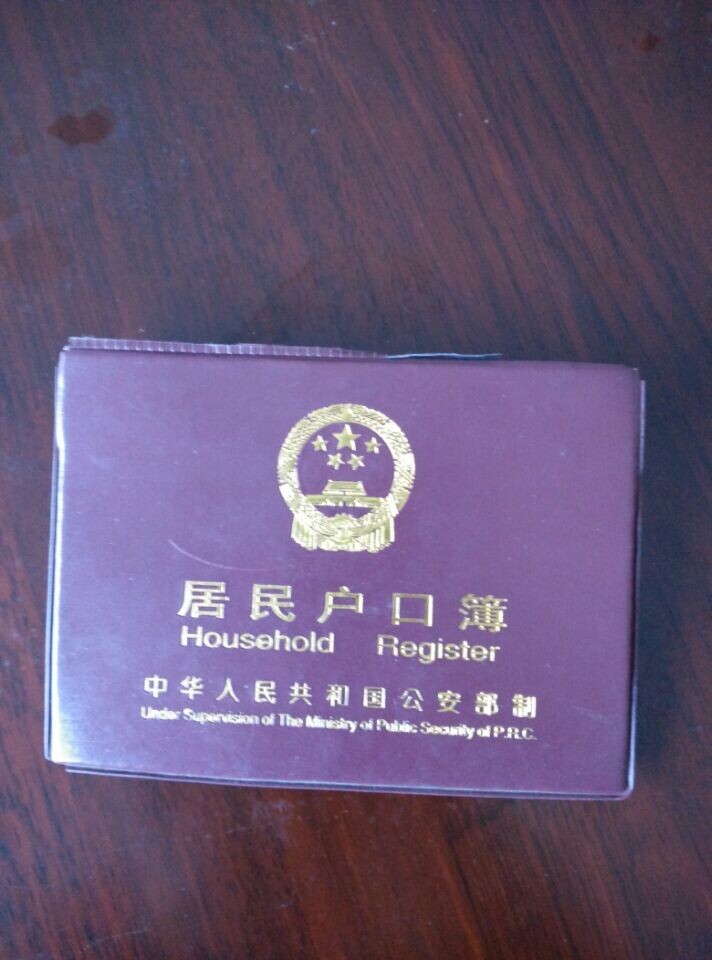 居民户口簿
Household Register
中华人民共和国公安部制
Under Supervision of The Ministry of Public Security of P.R.C.